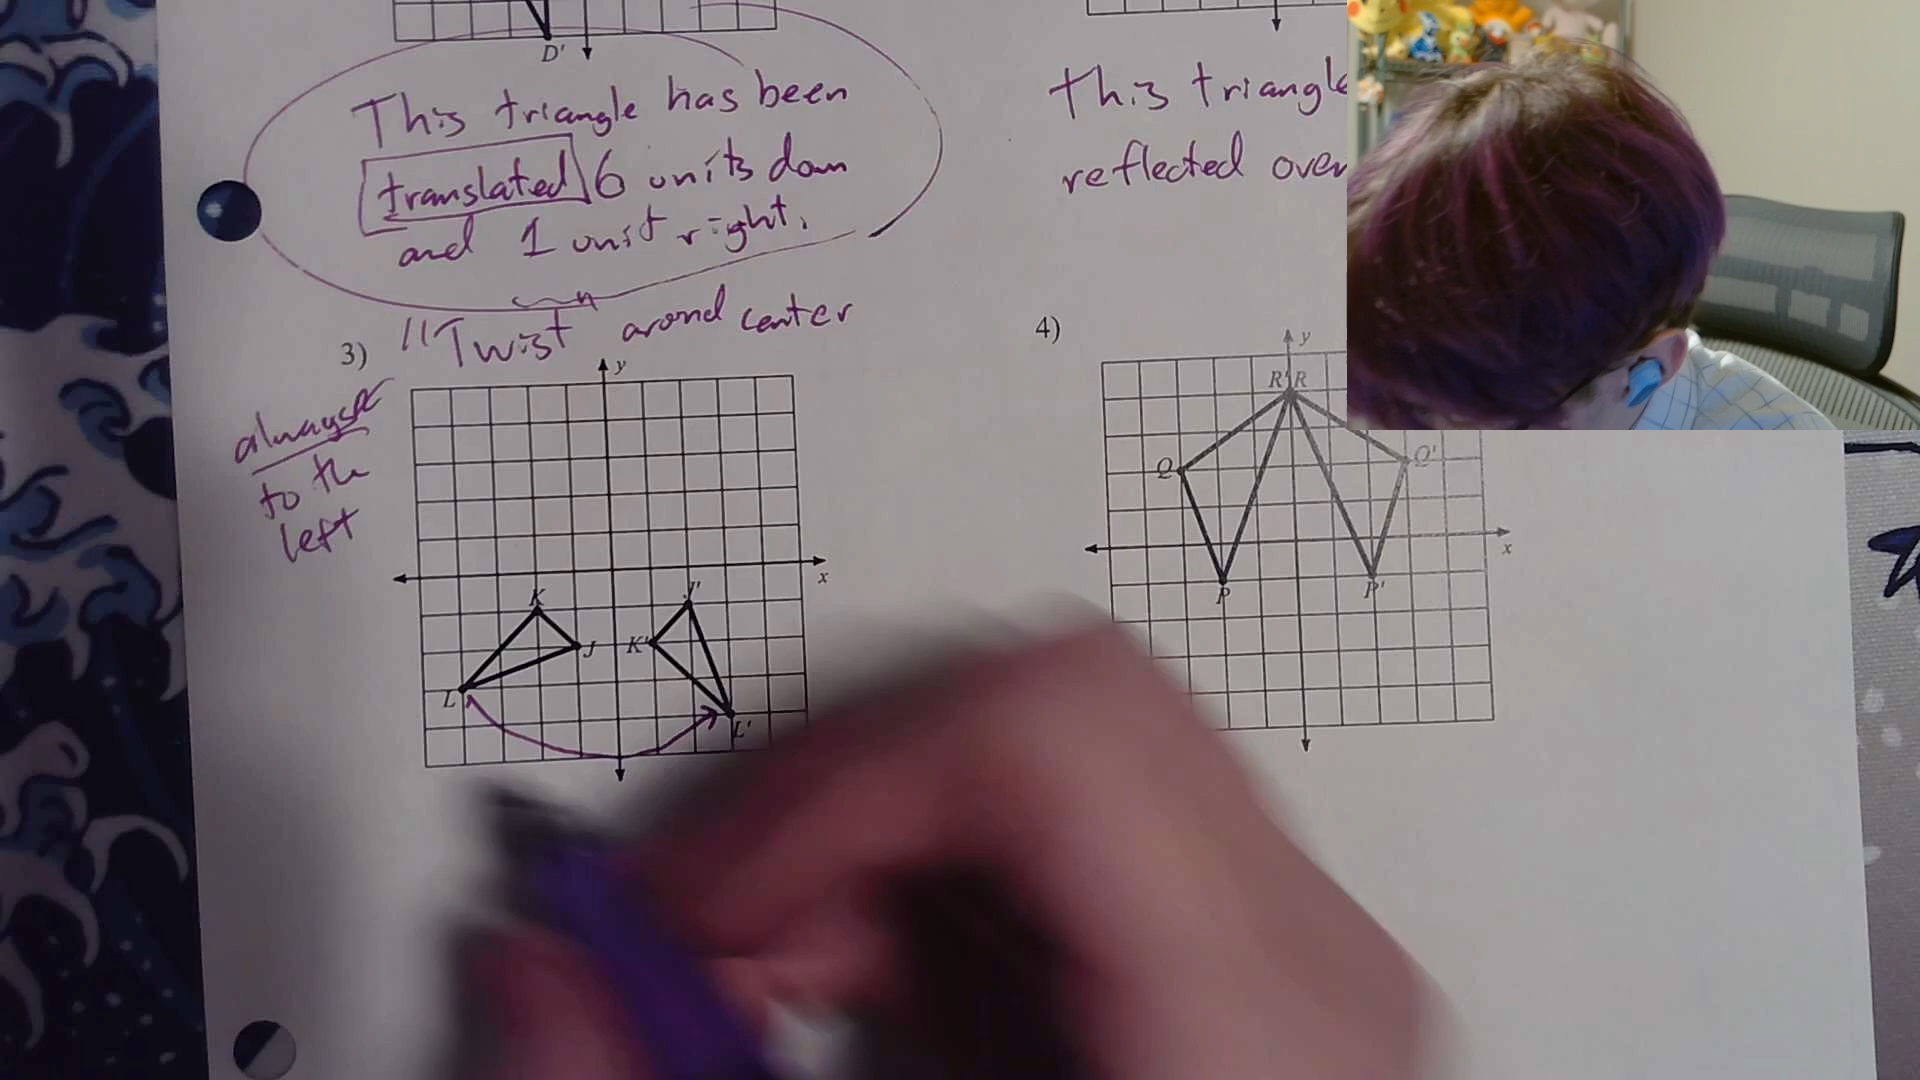 D'
This triangle has been
translated 6 units down
and 1 unit right.
This triangle
reflected over
"Twist around center
3)
always
to the
left
y
x
K
J
L
J'
K'
L'
4)
y
R' R
Q
Q'
x
P
P'